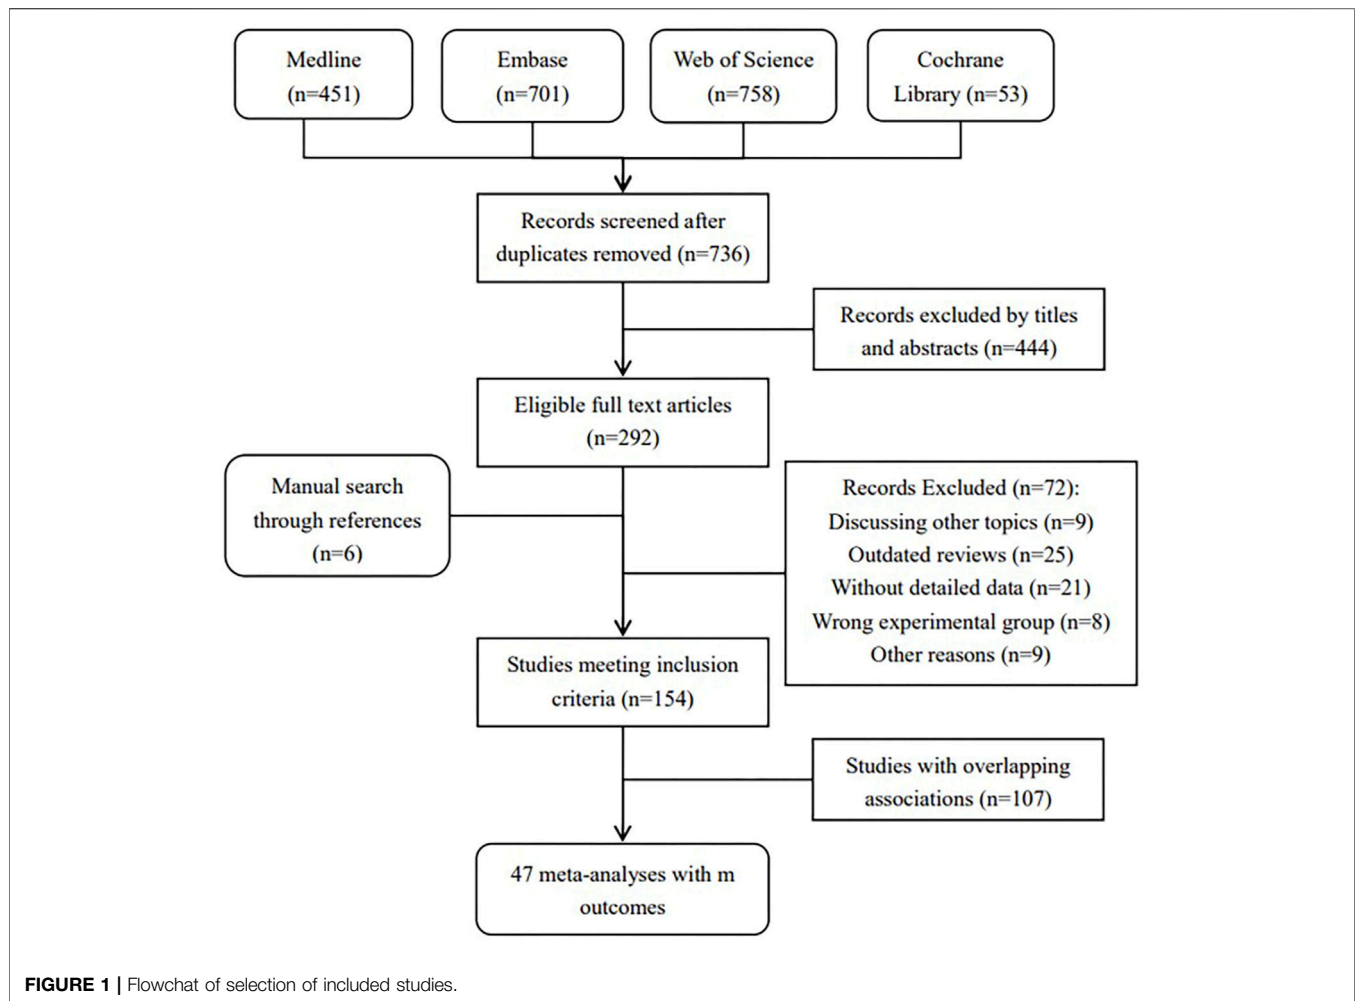 Medline
(n=451)
Embase
(n=701)
Web of Science
(n=758)
Cochrane
Library (n=53)
Records screened after
duplicates removed (n=736)
Records excluded by titles
and abstracts (n=444)
Eligible full text articles
(n=292)
Manual search
through references
(n=6)
Records Excluded (n=72):
Discussing other topics (n=9)
Outdated reviews (n=25)
Without detailed data (n=21)
Wrong experimental group (n=8)
Other reasons (n=9)
Studies meeting inclusion
criteria (n=154)
Studies with overlapping
associations (n=107)
47 meta-analyses with m
outcomes
FIGURE 1 | Flowchat of selection of included studies.